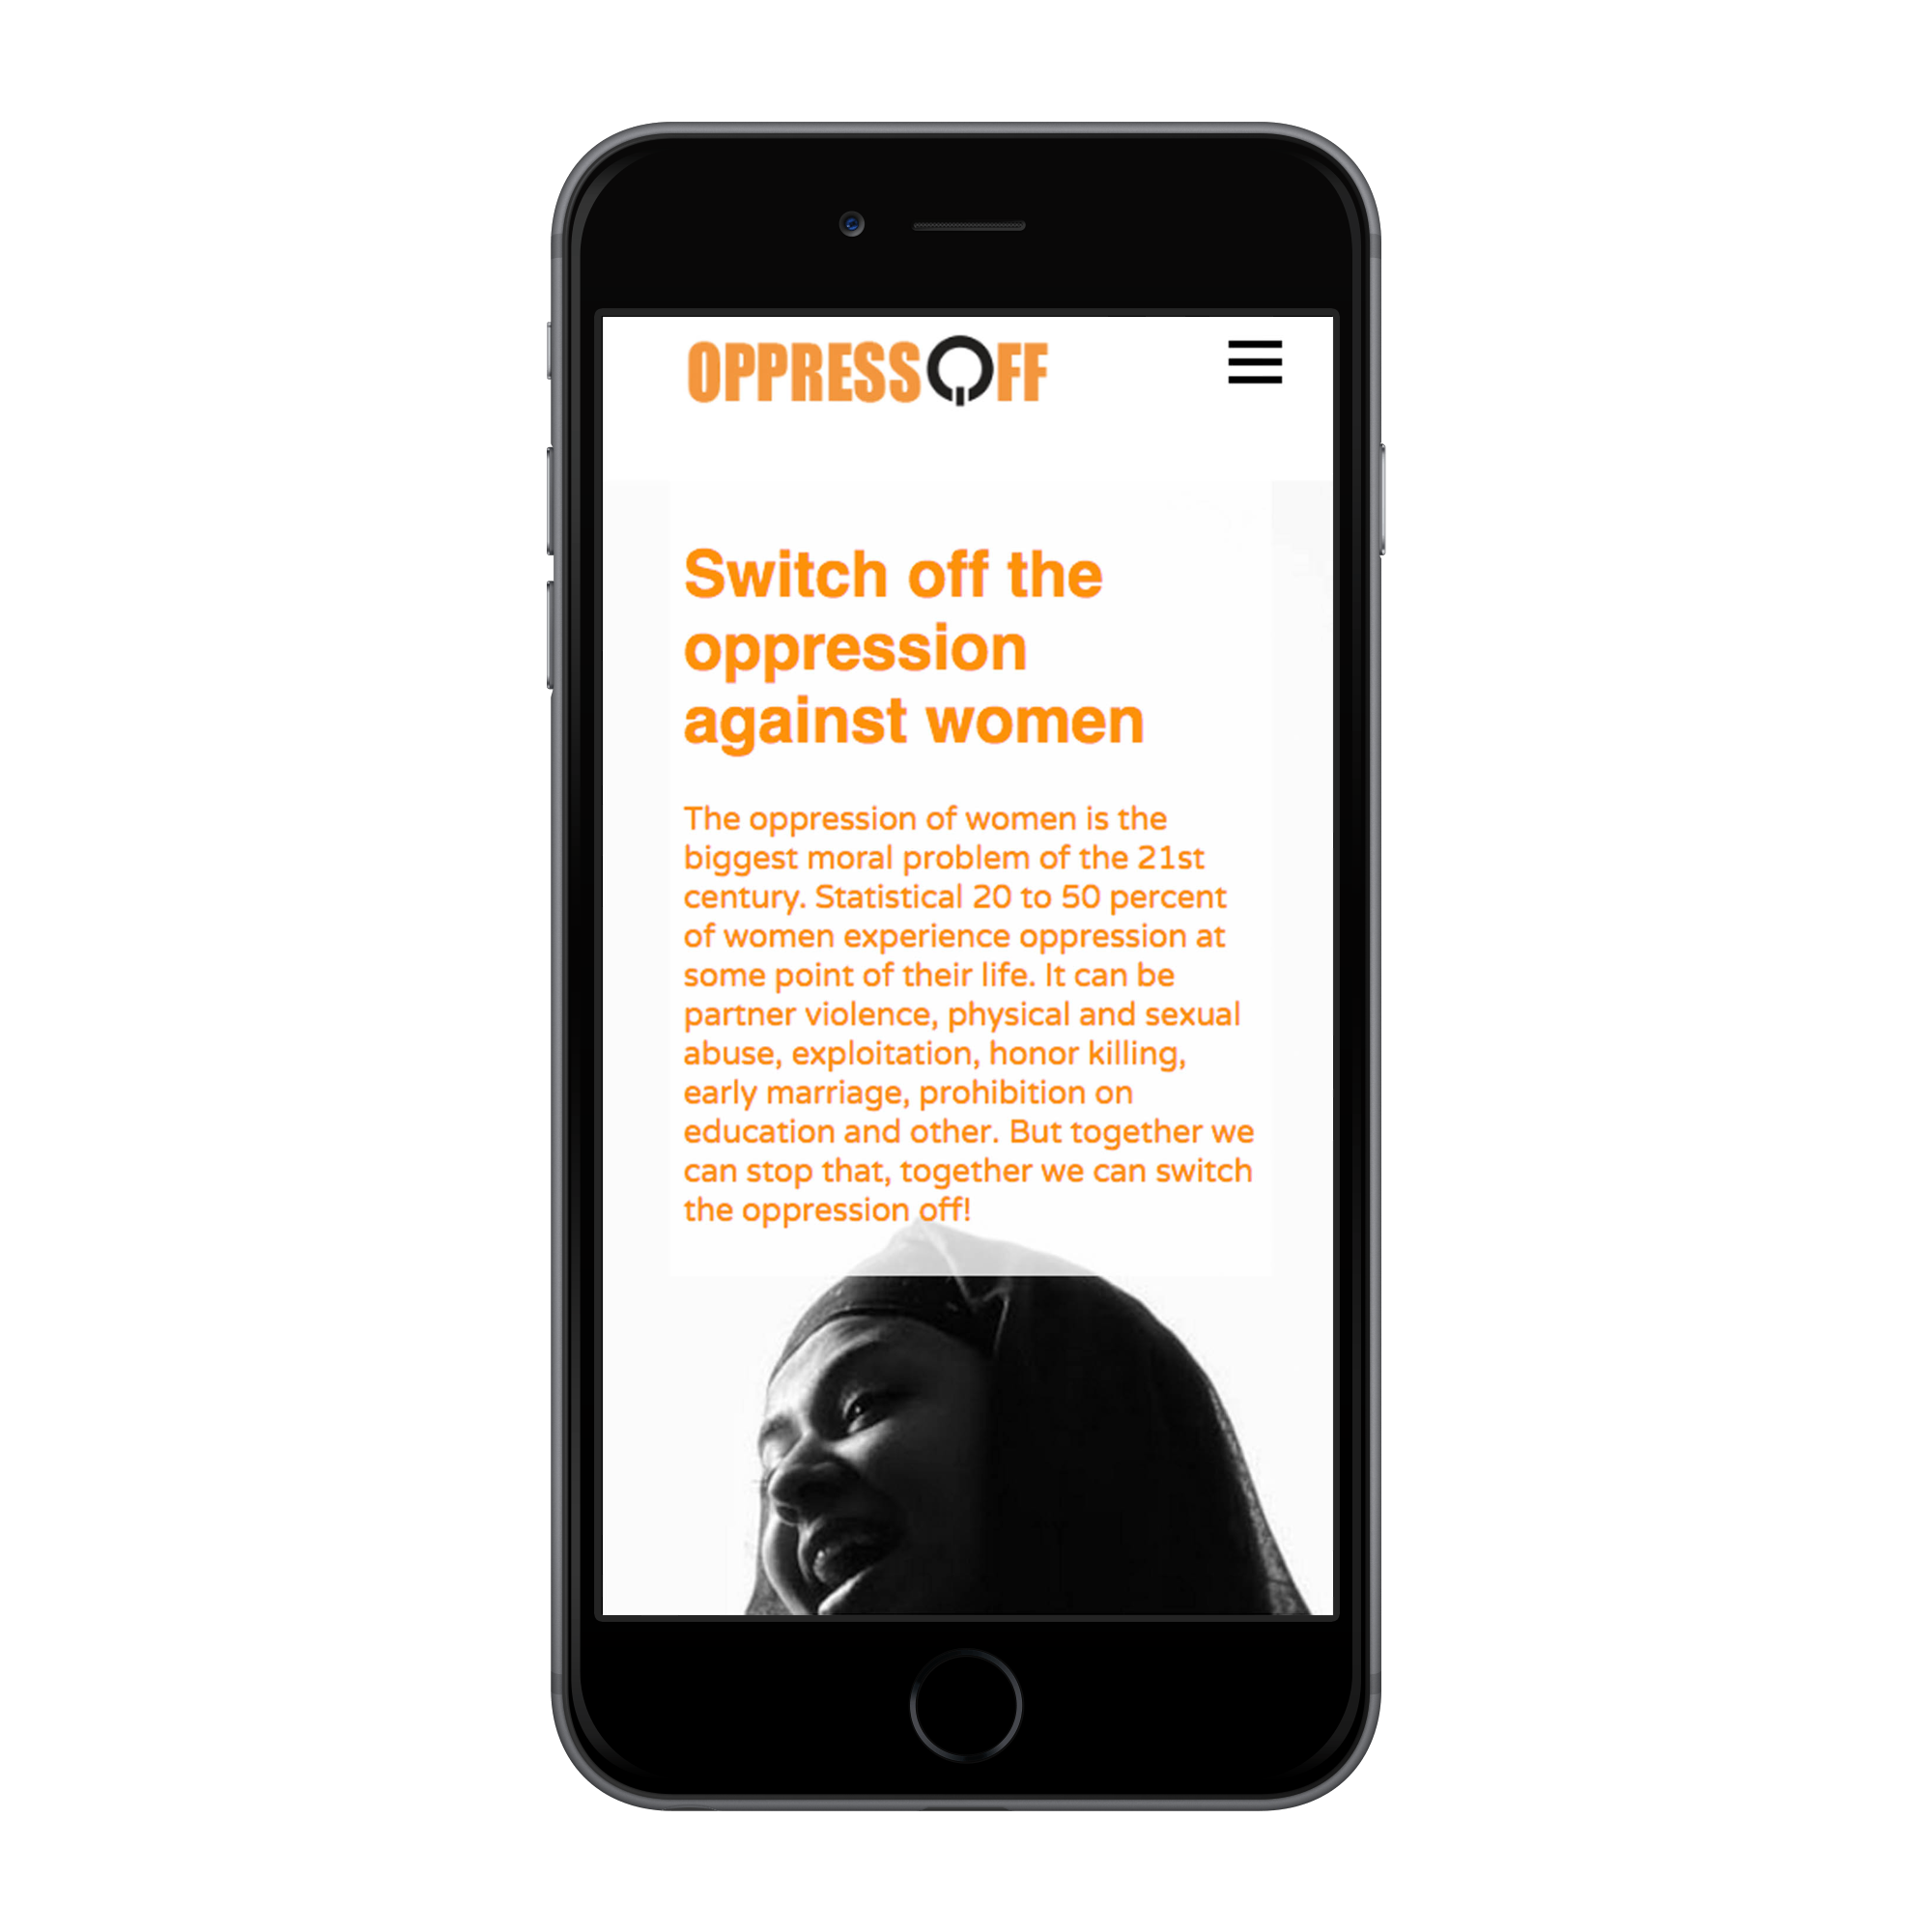 OPPRESSOFF
Switch off the
oppression
against women
The oppression of women is the
biggest moral problem of the 21st
century. Statistical 20 to 50 percent
of women experience oppression at
some point of their life. It can be
partner violence, physical and sexual
abuse, exploitation, honor killing,
early marriage, prohibition on
education and other. But together we
can stop that, together we can switch
the oppression off!